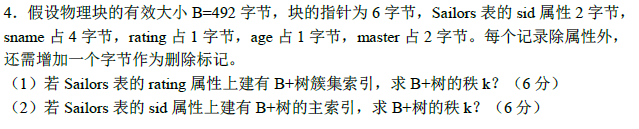 4．假设物理块的有效大小 B=492 字节，块的指针为 6 字节，Sailors 表的 sid 属性 2 字节，
sname 占 4 字节，rating 占 1 字节，age 占 1 字节，master 占 2 字节。每个记录除属性外，
还需增加一个字节作为删除标记。
（1）若 Sailors 表的 rating 属性上建有 B+树簇集索引，求 B+树的秩 k？（6 分）
（2）若 Sailors 表的 sid 属性上建有 B+树的主索引，求 B+树的秩 k？（6 分）